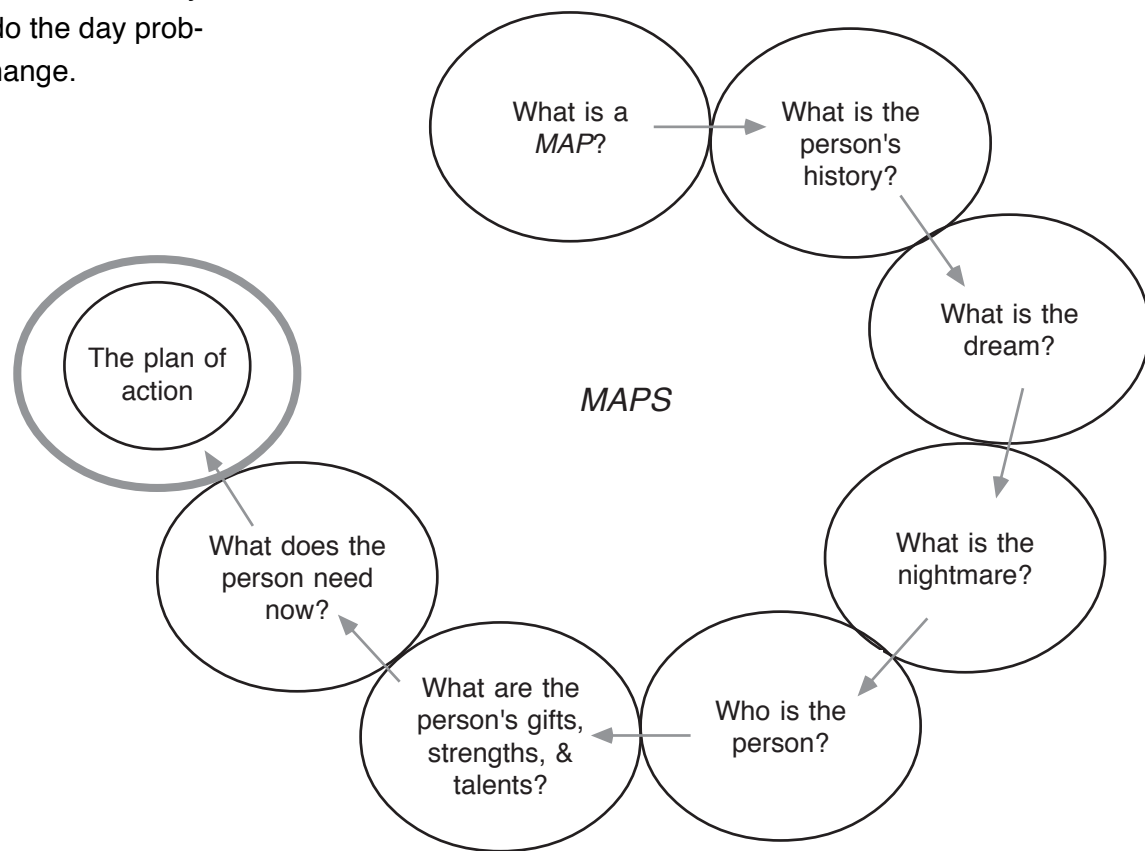 do the day prob-
hange.
What is a
MAP?
What is the
person's
history?
What is the
dream?
What is the
nightmare?
Who is the
person?
What are the
person's gifts,
strengths, &
talents?
What does the
person need
now?
The plan of
action
MAPS